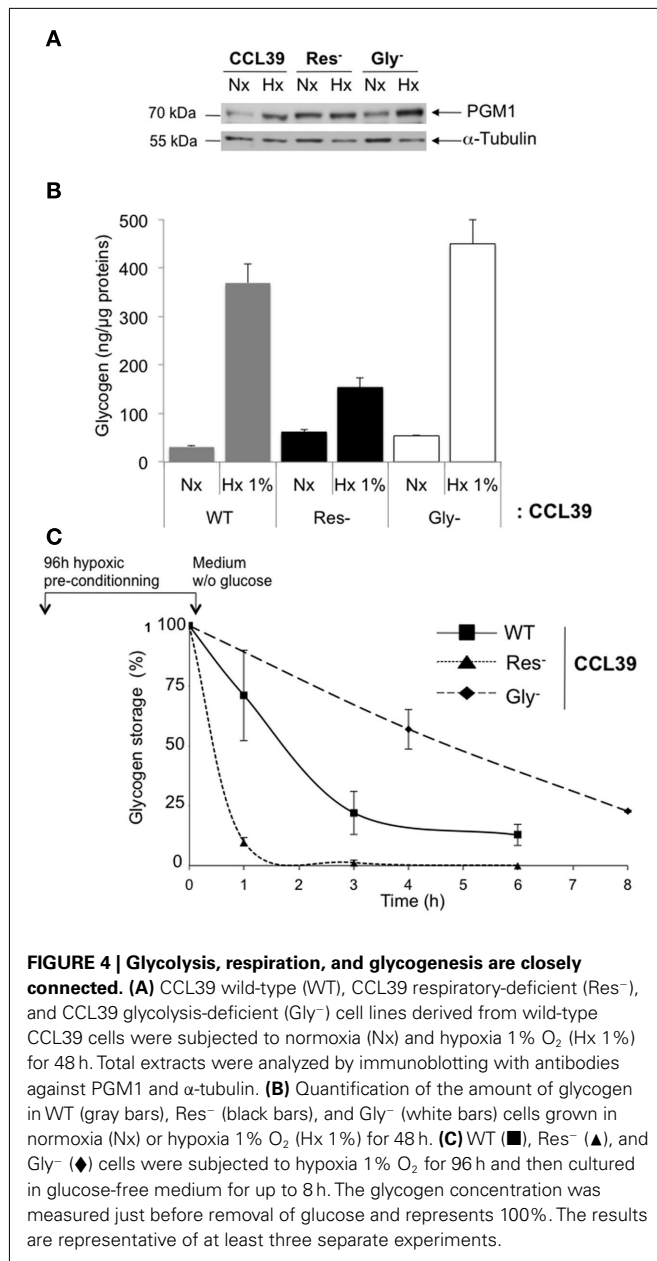 A
CCL39 Res⁻ Gly⁻
Nx Hx Nx Hx Nx Hx
70 kDa PGM1
55 kDa α-Tubulin
B
Glycogen (ng/µg proteins)
500
400
300
200
100
0
Nx Hx 1% Nx Hx 1% Nx Hx 1%
WT Res- Gly- : CCL39
C
96h hypoxic pre-conditionning
Medium w/o glucose
Glycogen storage (%)
1 100
75
50
25
0
0 1 2 3 4 5 6 7 8
Time (h)
WT
Res⁻
Gly⁻
CCL39
FIGURE 4 | Glycolysis, respiration, and glycogenesis are closely
connected. (A) CCL39 wild-type (WT), CCL39 respiratory-deficient (Res⁻),
and CCL39 glycolysis-deficient (Gly⁻) cell lines derived from wild-type
CCL39 cells were subjected to normoxia (Nx) and hypoxia 1% O₂ (Hx 1%)
for 48 h. Total extracts were analyzed by immunoblotting with antibodies
against PGM1 and α-tubulin. (B) Quantification of the amount of glycogen
in WT (gray bars), Res⁻ (black bars), and Gly⁻ (white bars) cells grown in
normoxia (Nx) or hypoxia 1% O₂ (Hx 1%) for 48 h. (C) WT (■), Res⁻ (▲), and
Gly⁻ (♦) cells were subjected to hypoxia 1% O₂ for 96 h and then cultured
in glucose-free medium for up to 8 h. The glycogen concentration was
measured just before removal of glucose and represents 100%. The results
are representative of at least three separate experiments.